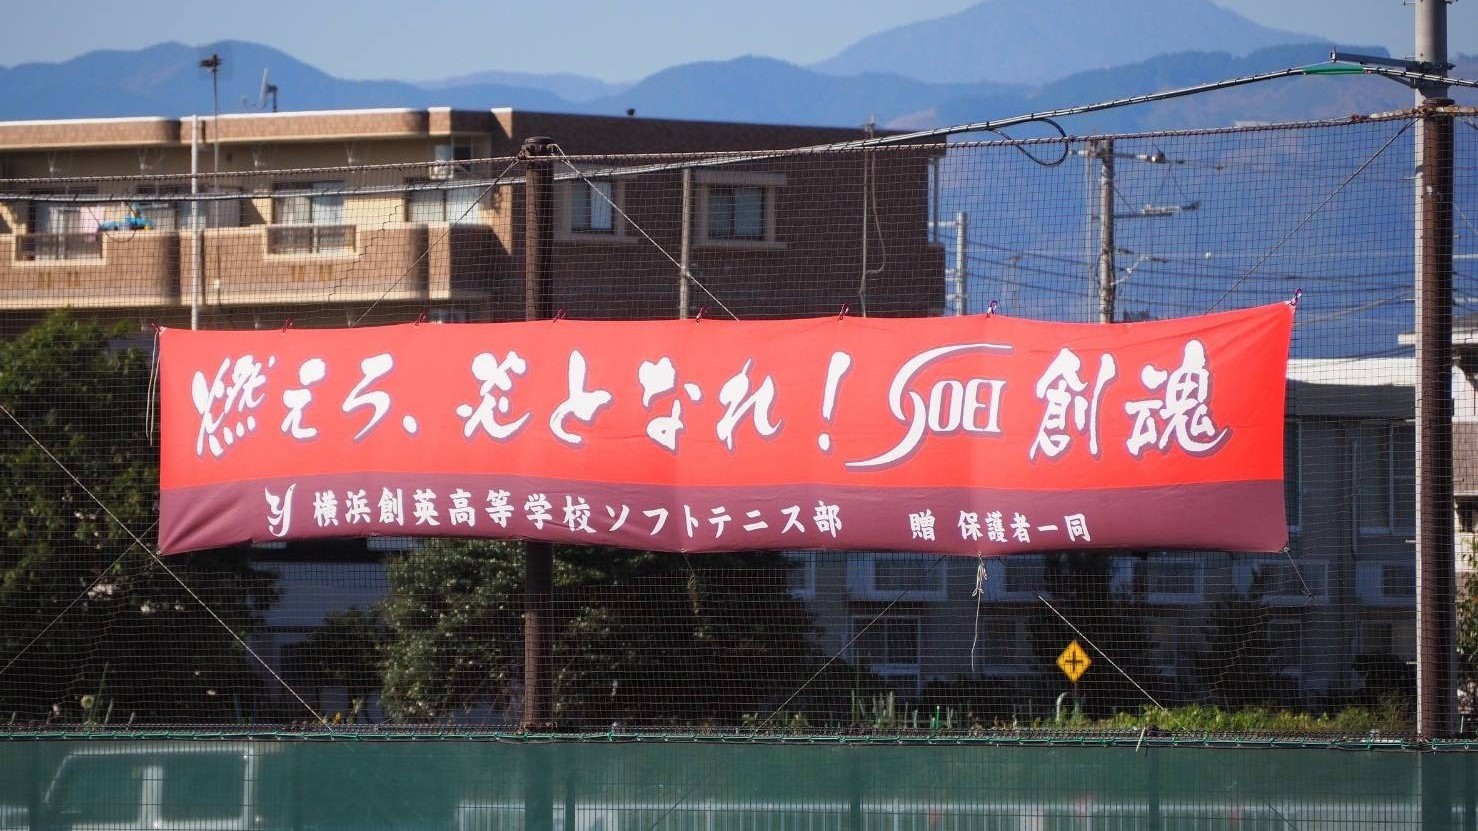 燃えろ、炎となれ! SOEI 創魂
横浜創英高等学校ソフトテニス部 贈 保護者一同